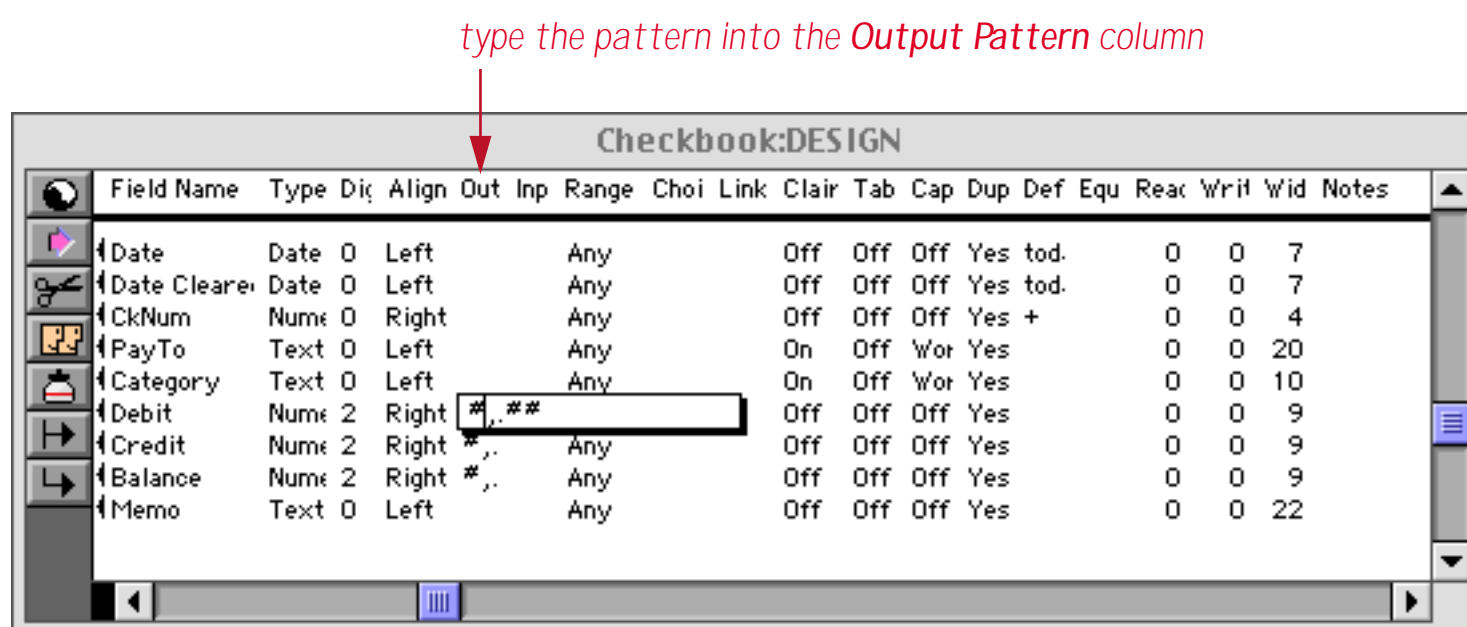 type the pattern into the Output Pattern column
Checkbook:DESIGN
Field Name Type Dig Align Out Inp Range Choi Link Clair Tab Cap Dup Def Equ Reac Writ Wid Notes
Date Date 0 Left Any Off Off Off Yes tod. 0 0 7
Date Cleare Date 0 Left Any Off Off Off Yes tod. 0 0 7
CkNum Nume 0 Right Any Off Off Off Yes + 0 0 4
PayTo Text 0 Left Any On Off Wor Yes 0 0 20
Category Text 0 Left Any On Off Wor Yes 0 0 10
Debit Nume 2 Right #,.## Off Off Off Yes 0 0 9
Credit Nume 2 Right #,. Any Off Off Off Yes 0 0 9
Balance Nume 2 Right #,. Any Off Off Off Yes 0 0 9
Memo Text 0 Left Any Off Off Off Yes 0 0 22